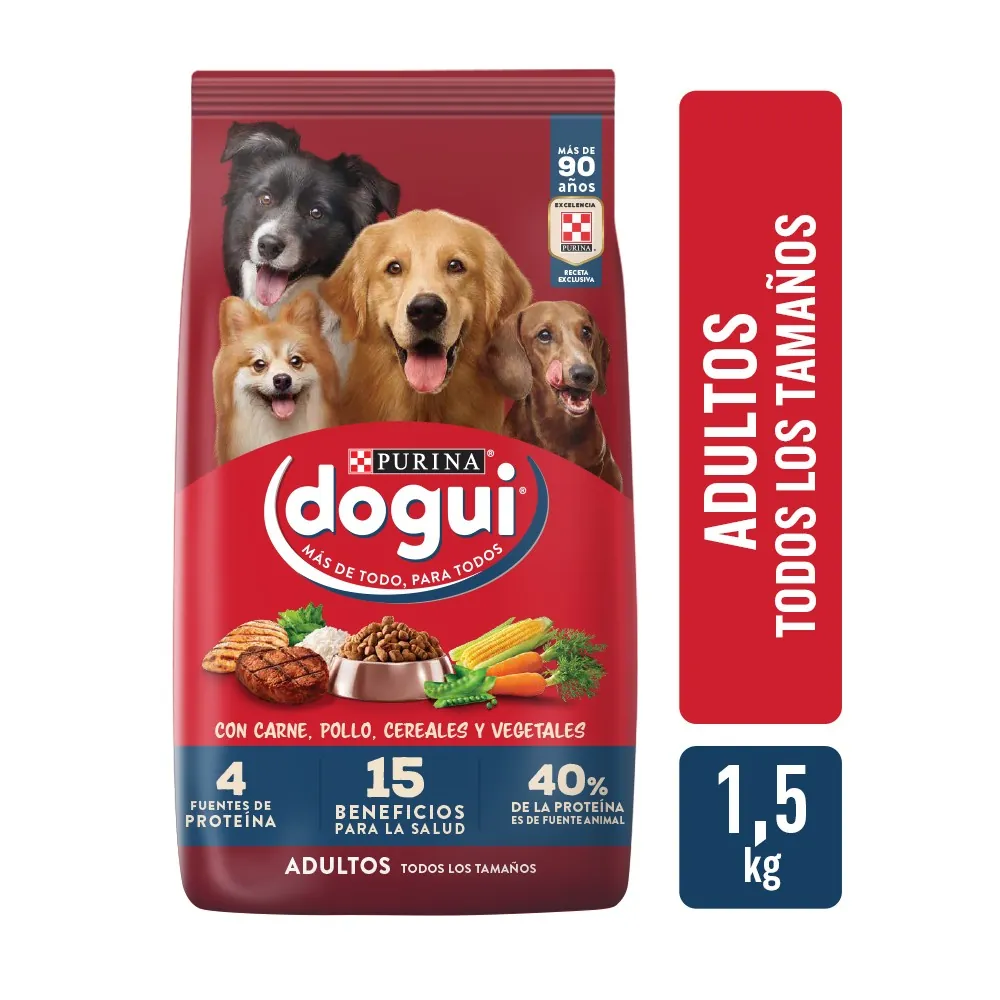 MÁS DE
90
años
EXCELENCIA
PURINA
RECETA
EXCLUSIVA
PURINA®
dogui®
MÁS DE TODO, PARA TODOS
CON CARNE, POLLO, CEREALES Y VEGETALES
4
FUENTES DE
PROTEÍNA
15
BENEFICIOS
PARA LA SALUD
40%
DE LA PROTEÍNA
ES DE FUENTE ANIMAL
ADULTOS TODOS LOS TAMAÑOS
ADULTOS
TODOS LOS TAMAÑOS
1,5
kg